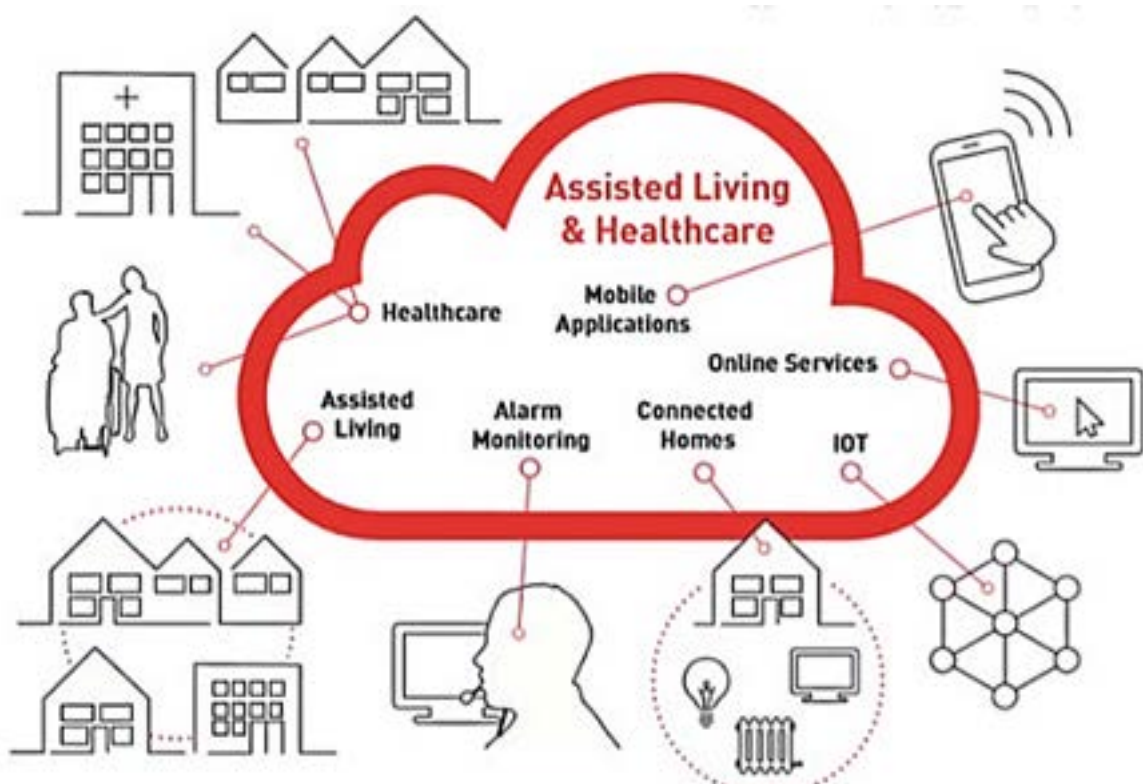 Assisted Living
& Healthcare
Healthcare
Mobile
Applications
Online Services
Assisted
Living
Alarm
Monitoring
Connected
Homes
IOT